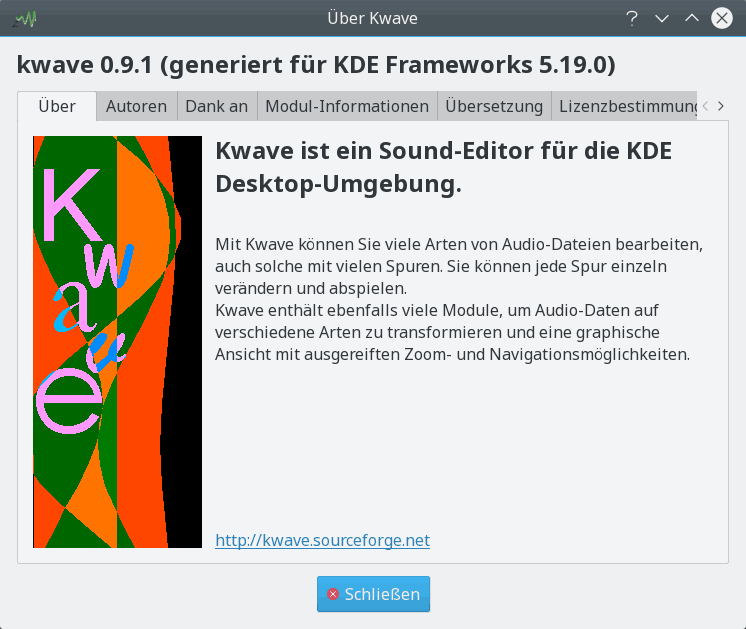 Über Kwave
kwave 0.9.1 (generiert für KDE Frameworks 5.19.0)
Über
Autoren
Dank an
Modul-Informationen
Übersetzung
Lizenzbestimmung
K
w
a
v
e
Kwave ist ein Sound-Editor für die KDE
Desktop-Umgebung.
Mit Kwave können Sie viele Arten von Audio-Dateien bearbeiten,
auch solche mit vielen Spuren. Sie können jede Spur einzeln
verändern und abspielen.
Kwave enthält ebenfalls viele Module, um Audio-Daten auf
verschiedene Arten zu transformieren und eine graphische
Ansicht mit ausgereiften Zoom- und Navigationsmöglichkeiten.
http://kwave.sourceforge.net
Schließen